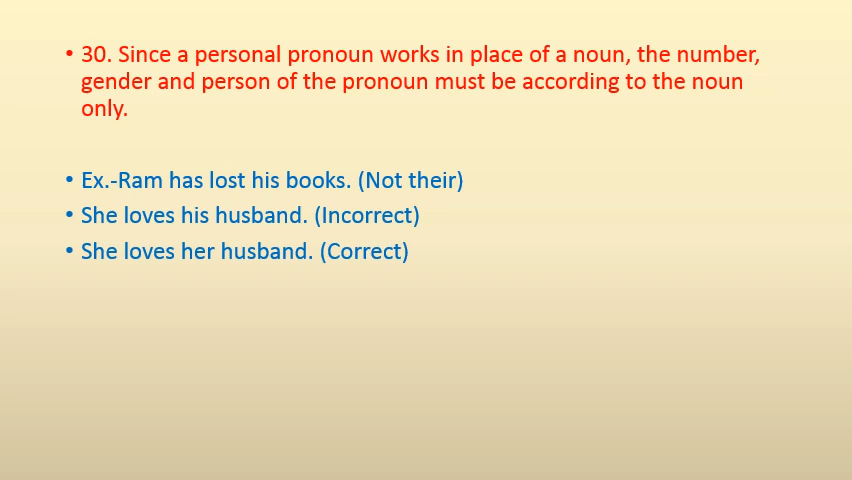 • 30. Since a personal pronoun works in place of a noun, the number,
gender and person of the pronoun must be according to the noun
only.
• Ex.-Ram has lost his books. (Not their)
• She loves his husband. (Incorrect)
• She loves her husband. (Correct)